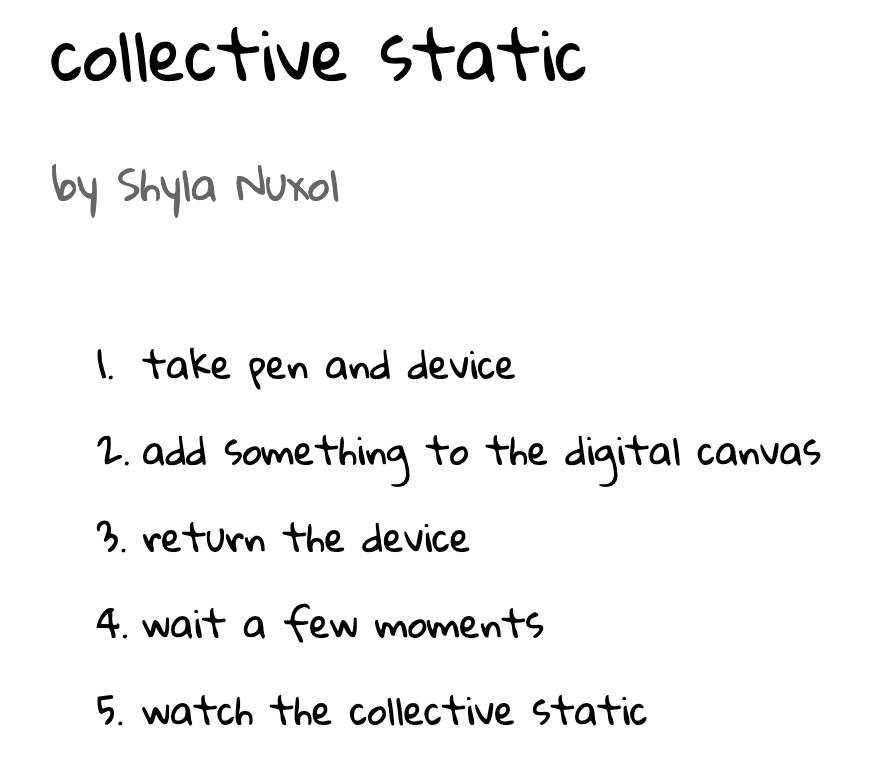 collective static
by Shyla Nuxol
1. take pen and device
2. add something to the digital canvas
3. return the device
4. wait a few moments
5. watch the collective static